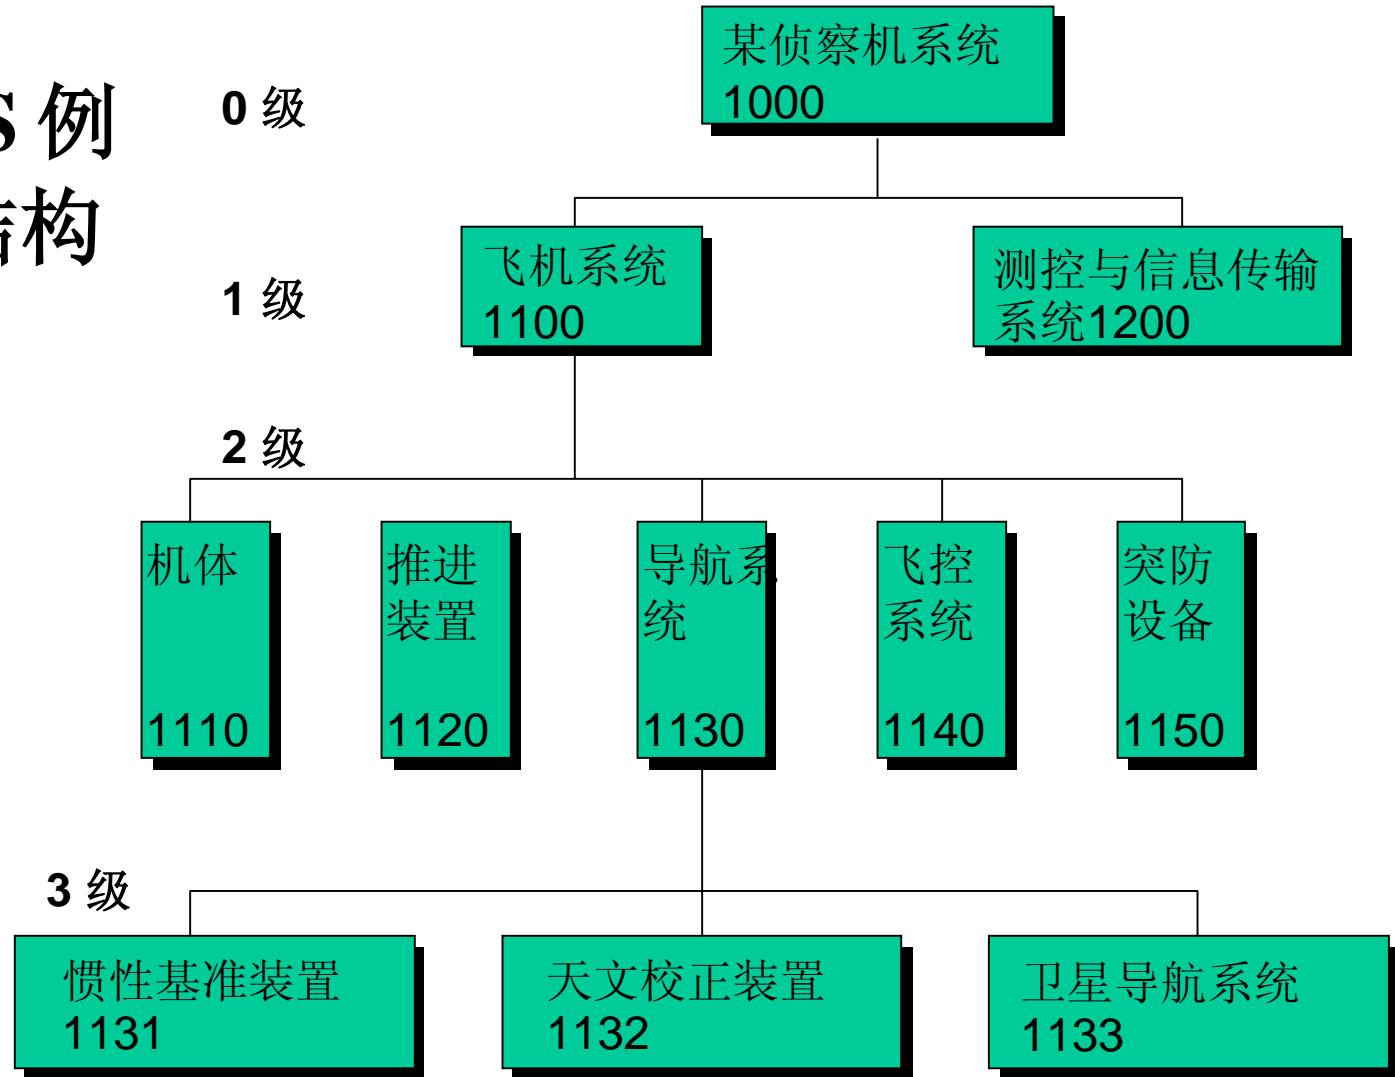 某侦察机系统
1000
S 例
结构
0 级
飞机系统
1100
测控与信息传输
系统1200
1 级
2 级
机体
1110
推进
装置
1120
导航系
统
1130
飞控
系统
1140
突防
设备
1150
3 级
惯性基准装置
1131
天文校正装置
1132
卫星导航系统
1133